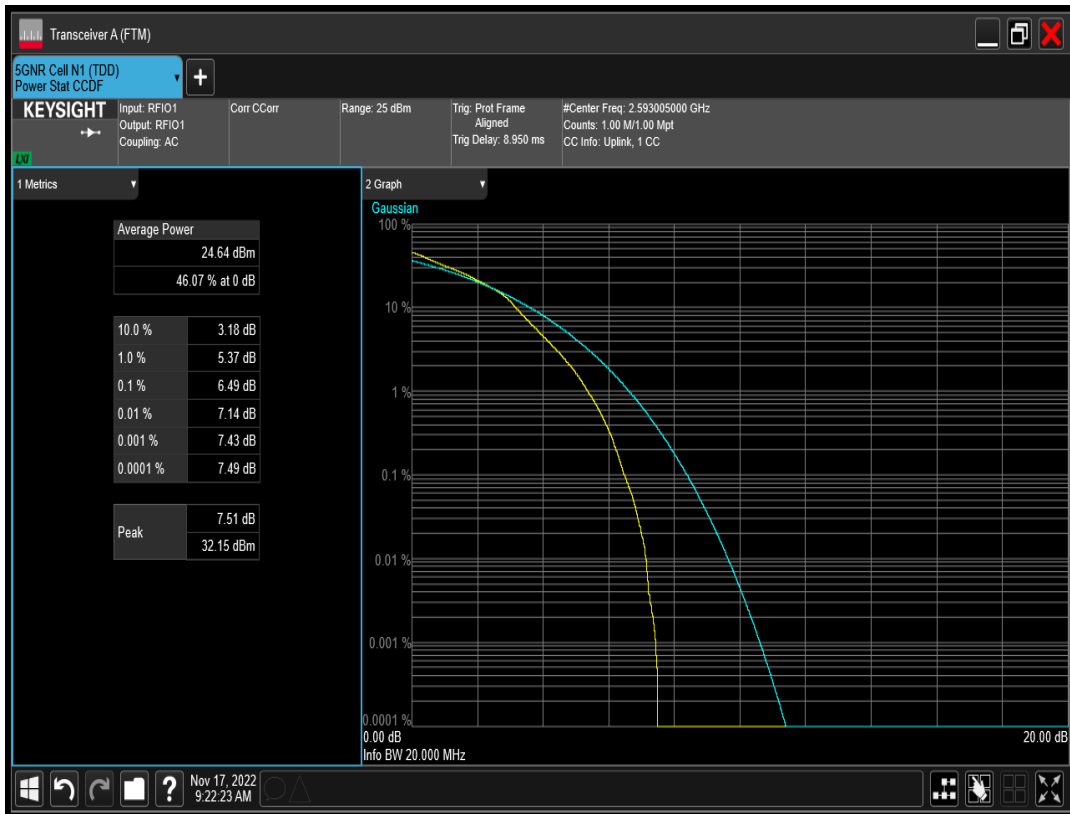 Transceiver A (FTM)
5GNR Cell N1 (TDD)
Power Stat CCDF
+
KEYSIGHT
LXI
Input: RFIO1
Output: RFIO1
Coupling: AC
Corr CCorr
Range: 25 dBm
Trig: Prot Frame
Aligned
Trig Delay: 8.950 ms
#Center Freq: 2.593005000 GHz
Counts: 1.00 M/1.00 Mpt
CC Info: Uplink, 1 CC
1 Metrics
Average Power
24.64 dBm
46.07 % at 0 dB
10.0 % 3.18 dB
1.0 % 5.37 dB
0.1 % 6.49 dB
0.01 % 7.14 dB
0.001 % 7.43 dB
0.0001 % 7.49 dB
Peak
7.51 dB
32.15 dBm
2 Graph
Gaussian
100 %
10 %
1 %
0.1 %
0.01 %
0.001 %
0.0001 %
0.00 dB 20.00 dB
Info BW 20.000 MHz
?
Nov 17, 2022
9:22:23 AM